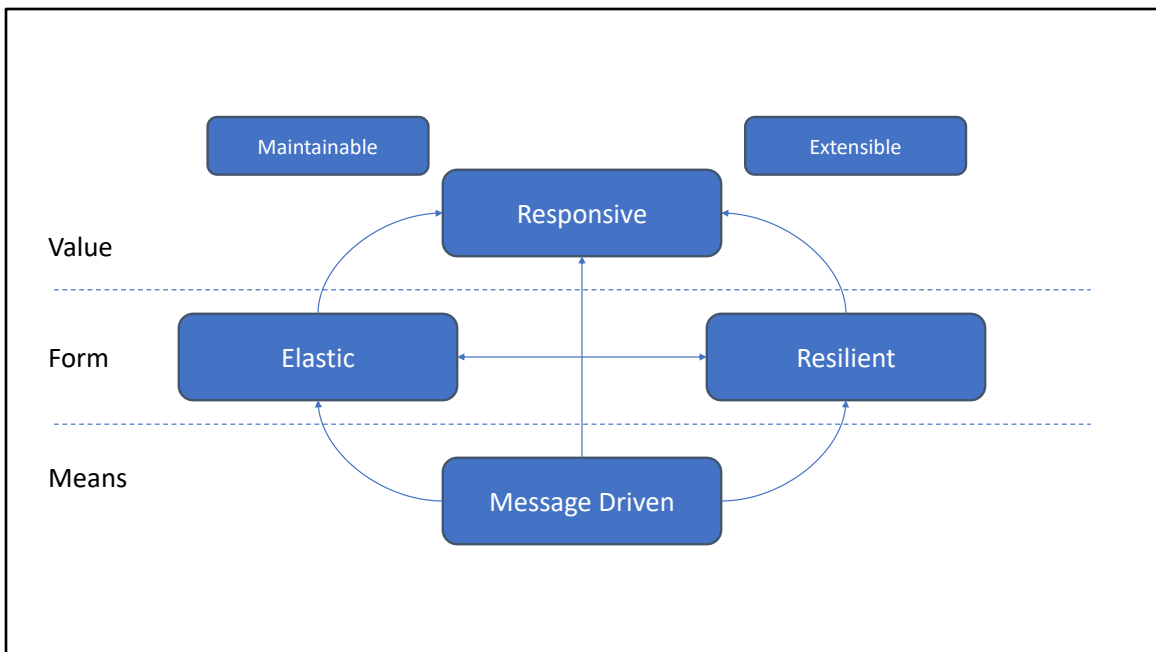 Maintainable
Extensible
Responsive
Value
Form
Elastic
Resilient
Means
Message Driven